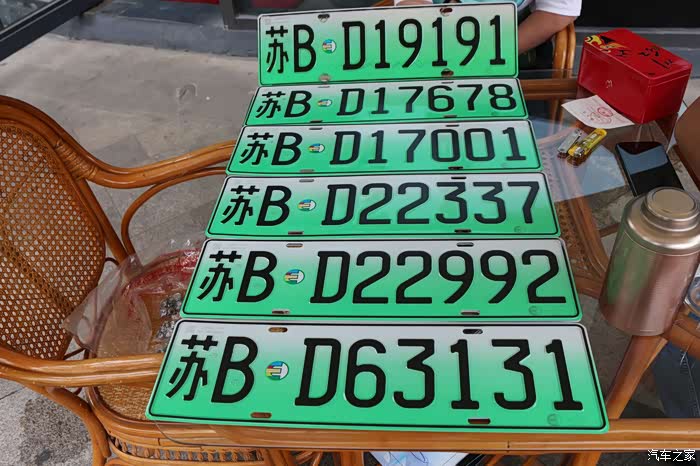 苏B D19191
苏B D17678
苏B D17001
苏B D22337
苏B D22992
苏B D63131
汽车之家